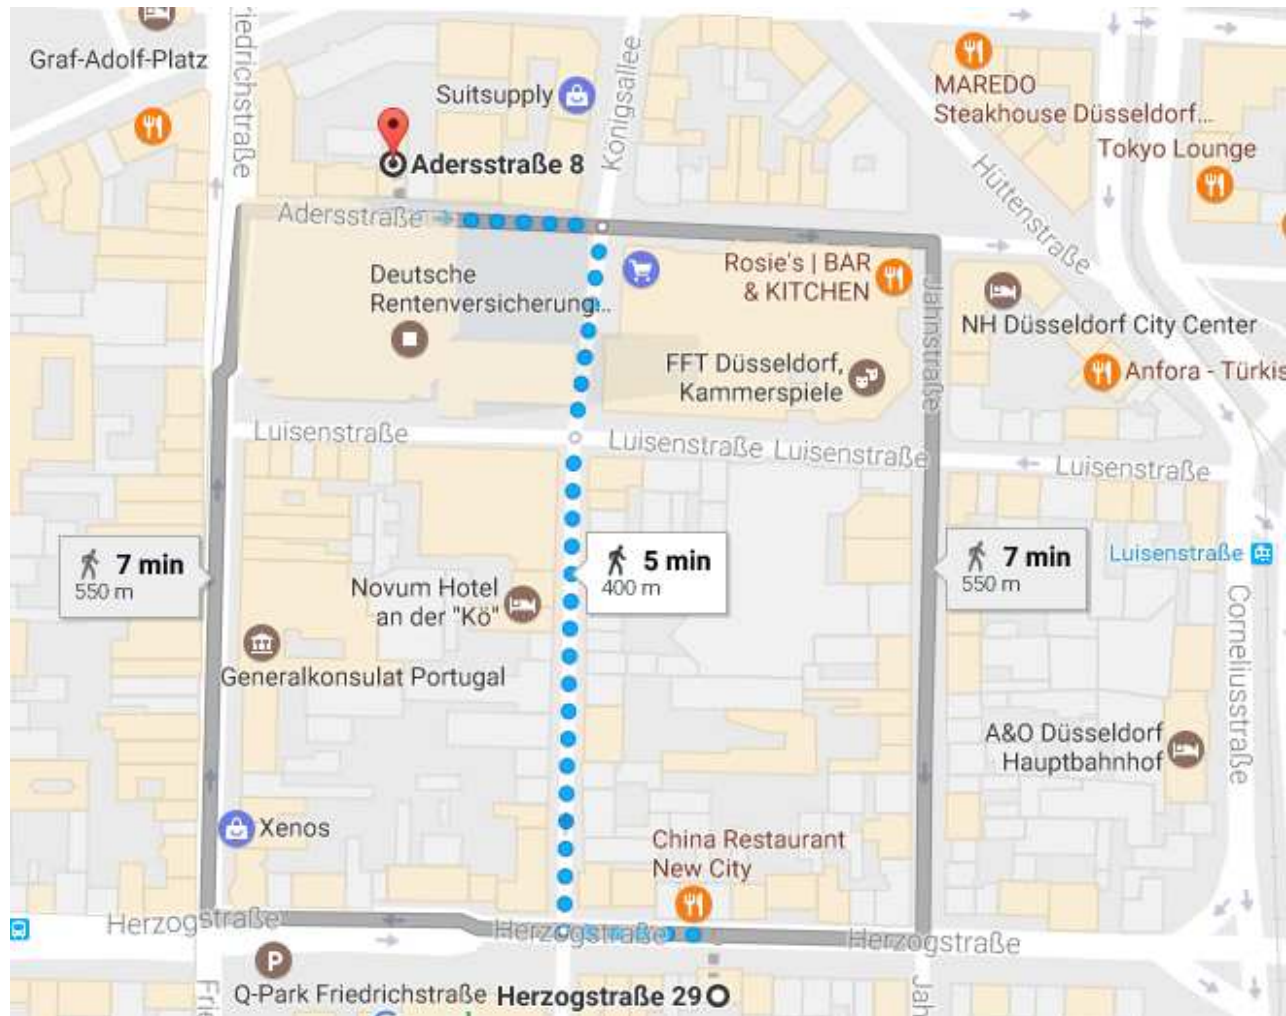 Graf-Adolf-Platz
iedrichstraße
Suitsupply
Königsallee
MAREDO
Steakhouse Düsseldorf...
Tokyo Lounge
Hüttenstraße
Adersstraße 8
Adersstraße
Deutsche
Rentenversicherung...
Rosie's | BAR
& KITCHEN
Jahnstraße
NH Düsseldorf City Center
FFT Düsseldorf,
Kammerspiele
Anfora - Türkis
Luisenstraße
Luisenstraße
Luisenstraße
Luisenstraße
7 min
550 m
5 min
400 m
7 min
550 m
Luisenstraße
Novum Hotel
an der "Kö"
Corneliusstraße
Generalkonsulat Portugal
A&O Düsseldorf
Hauptbahnhof
Xenos
China Restaurant
New City
Herzogstraße
Herzogstraße
Herzogstraße
P
Q-Park Friedrichstraße
Herzogstraße 29
Frie
Jah